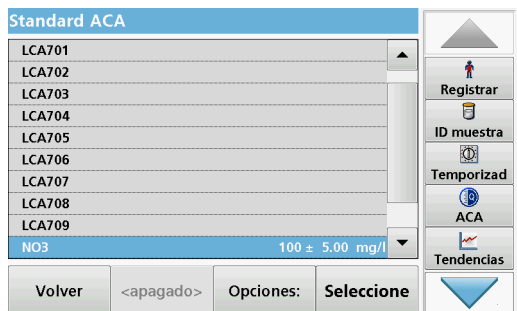 Standard ACA
LCA701
LCA702
LCA703
LCA704
LCA705
LCA706
LCA707
LCA708
LCA709
NO3 100 ± 5.00 mg/l
Volver
<apagado>
Opciones:
Seleccione
Registrar
ID muestra
Temporizad
ACA
Tendencias